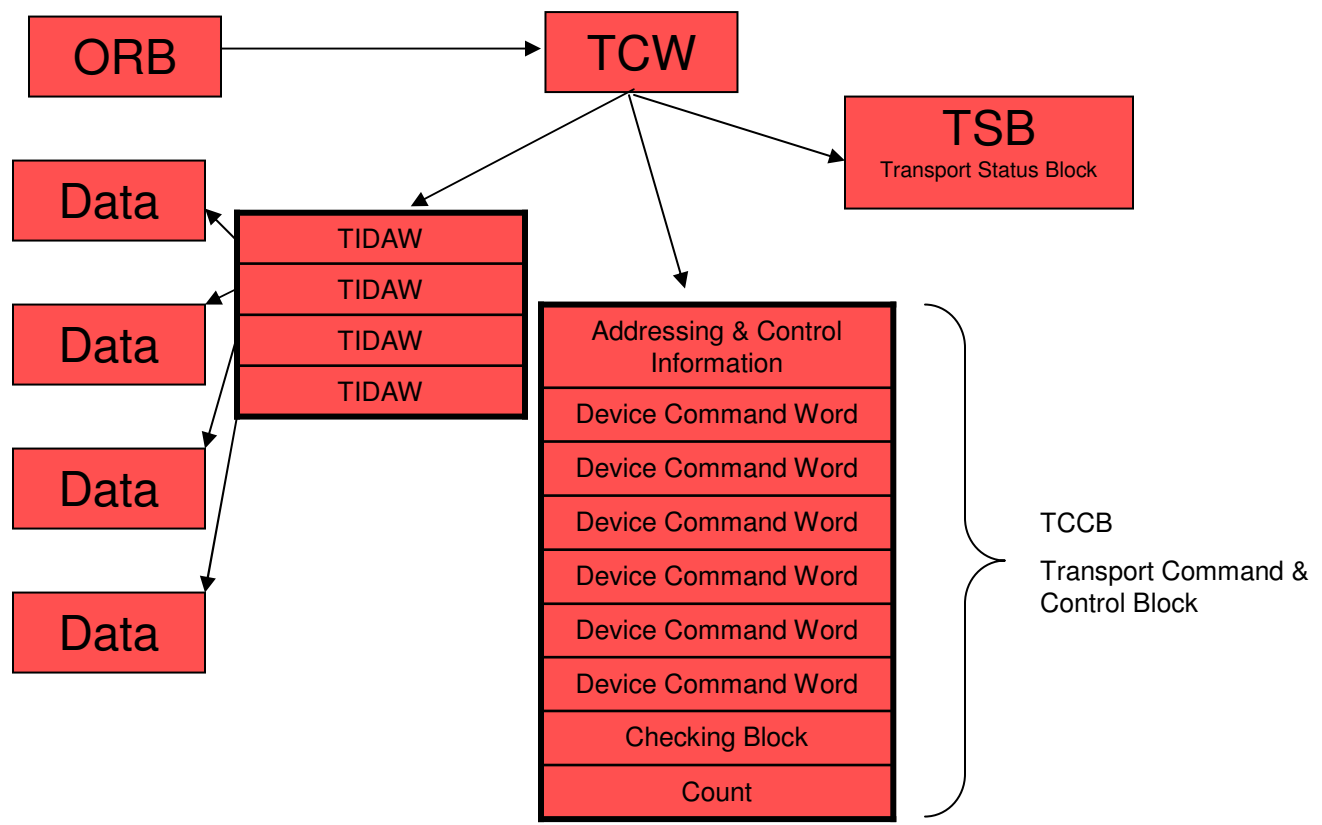 ORB
TCW
TSB
Transport Status Block
Data
Data
Data
Data
TIDAW
TIDAW
TIDAW
TIDAW
Addressing & Control
Information
Device Command Word
Device Command Word
Device Command Word
Device Command Word
Device Command Word
Device Command Word
Checking Block
Count
TCCB
Transport Command &
Control Block